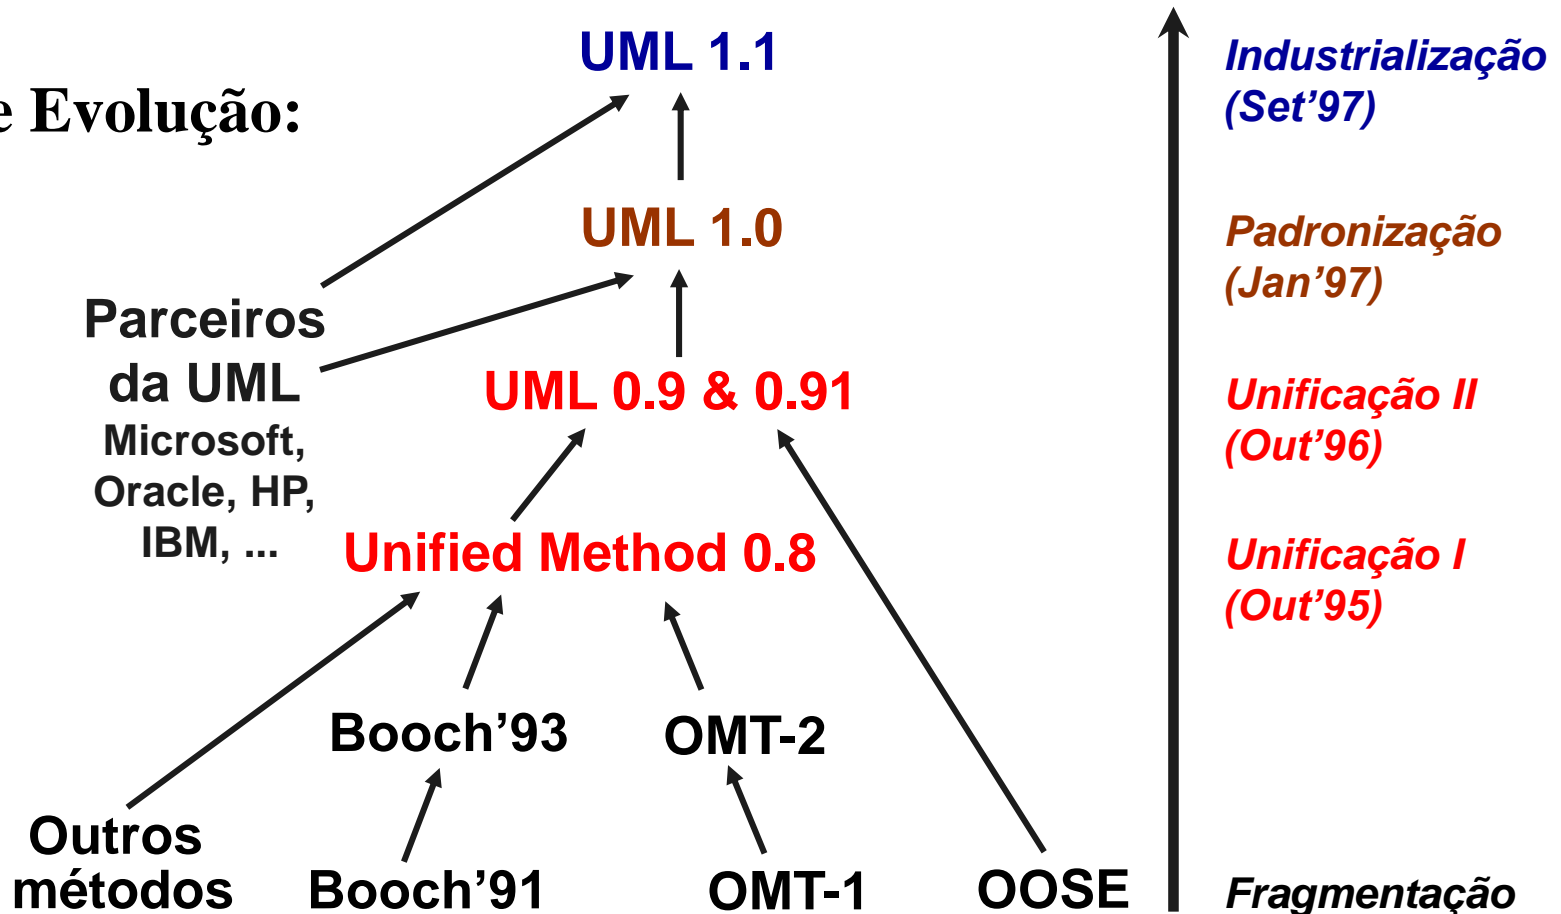 e Evolução:
UML 1.1
Industrialização
(Set’97)
UML 1.0
Padronização
(Jan’97)
Parceiros
da UML
Microsoft,
Oracle, HP,
IBM, ...
UML 0.9 & 0.91
Unificação II
(Out’96)
Unified Method 0.8
Unificação I
(Out’95)
Booch’93
OMT-2
Outros
métodos
Booch’91
OMT-1
OOSE
Fragmentação